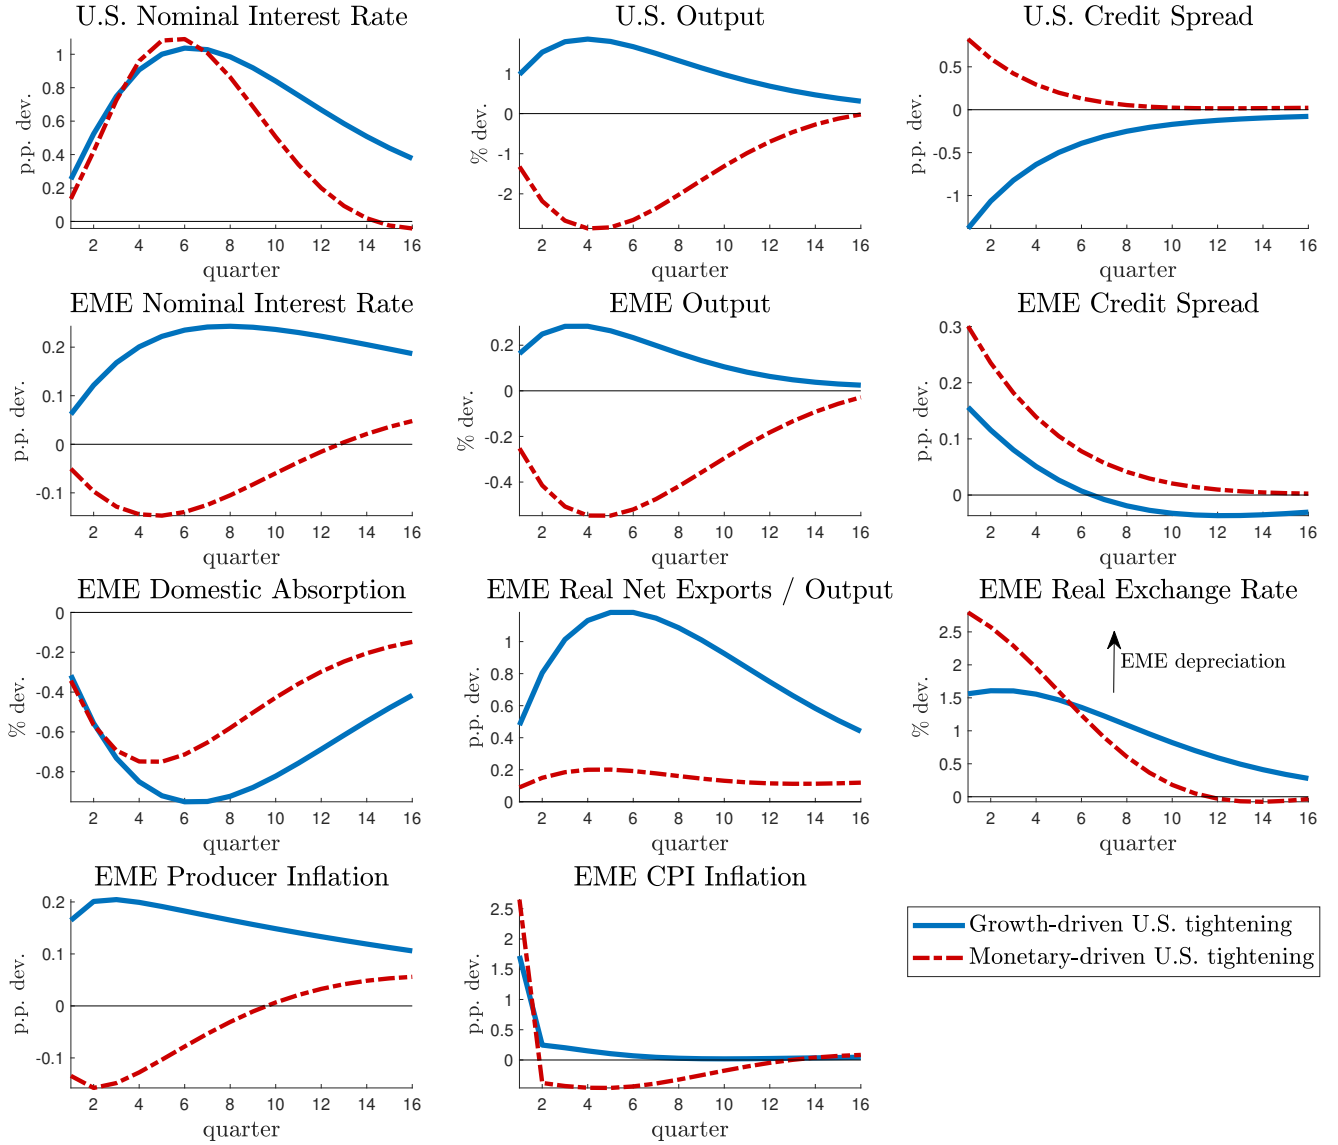 U.S. Nominal Interest Rate
p.p. dev.
1
0.8
0.6
0.4
0.2
0
2 4 6 8 10 12 14 16
quarter
U.S. Output
% dev.
1
0
-1
-2
2 4 6 8 10 12 14 16
quarter
U.S. Credit Spread
p.p. dev.
0.5
0
-0.5
-1
2 4 6 8 10 12 14 16
quarter
EME Nominal Interest Rate
p.p. dev.
0.2
0.1
0
-0.1
2 4 6 8 10 12 14 16
quarter
EME Output
% dev.
0.2
0
-0.2
-0.4
2 4 6 8 10 12 14 16
quarter
EME Credit Spread
p.p. dev.
0.3
0.2
0.1
0
2 4 6 8 10 12 14 16
quarter
EME Domestic Absorption
% dev.
0
-0.2
-0.4
-0.6
-0.8
2 4 6 8 10 12 14 16
quarter
EME Real Net Exports / Output
p.p. dev.
1
0.8
0.6
0.4
0.2
0
2 4 6 8 10 12 14 16
quarter
EME Real Exchange Rate
% dev.
2.5
2
1.5
1
0.5
0
EME depreciation
2 4 6 8 10 12 14 16
quarter
EME Producer Inflation
p.p. dev.
0.2
0.1
0
-0.1
2 4 6 8 10 12 14 16
quarter
EME CPI Inflation
p.p. dev.
2.5
2
1.5
1
0.5
0
2 4 6 8 10 12 14 16
quarter
Growth-driven U.S. tightening
Monetary-driven U.S. tightening